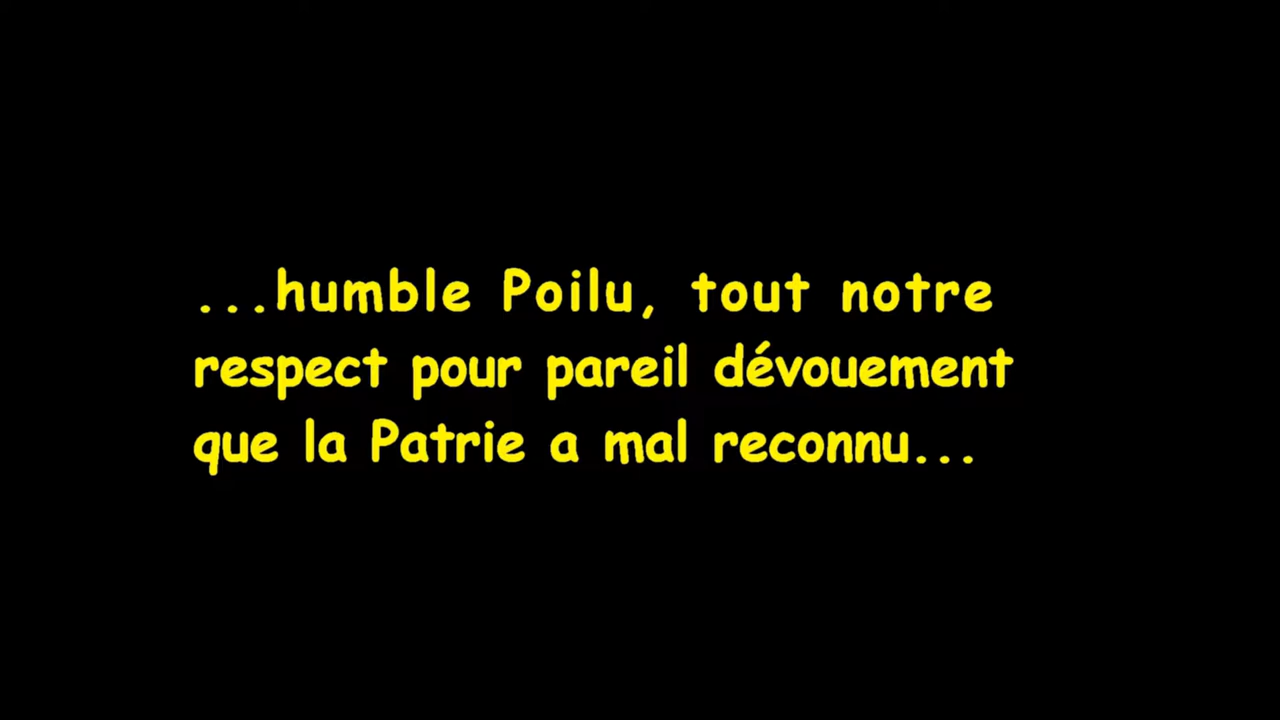 ...humble Poilu, tout notre
respect pour pareil dévouement
que la Patrie a mal reconnu...